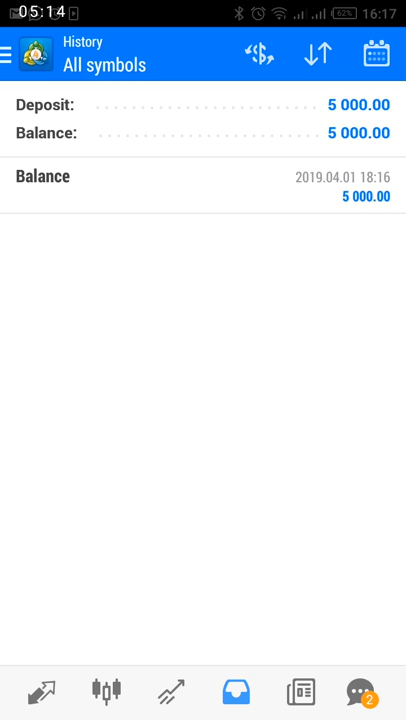 05:14
62%
16:17
History
All symbols
Deposit: 5 000.00
Balance: 5 000.00
Balance 2019.04.01 18:16
5 000.00
2